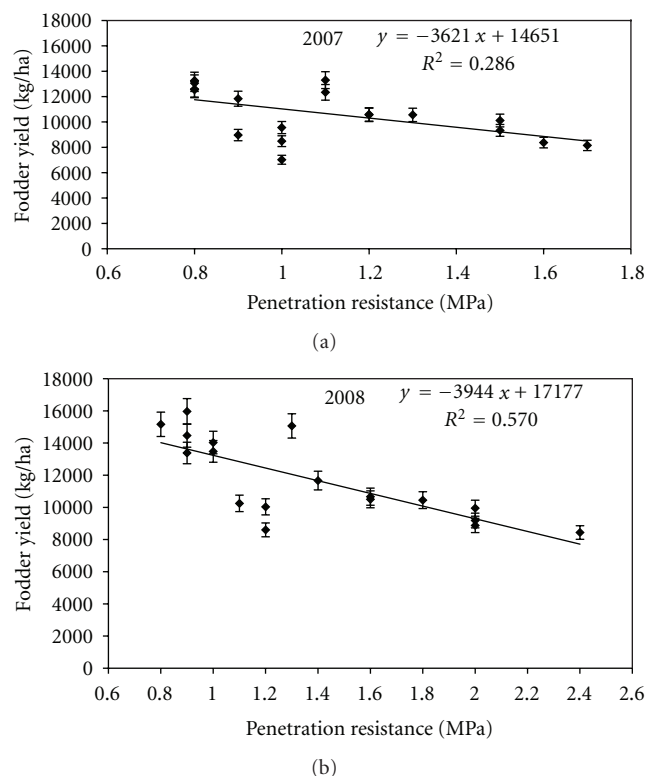 2007 y = −3621 x + 14651
R² = 0.286
Fodder yield (kg/ha)
18000
16000
14000
12000
10000
8000
6000
4000
2000
0
0.6 0.8 1 1.2 1.4 1.6 1.8
Penetration resistance (MPa)
(a)
2008 y = −3944 x + 17177
R² = 0.570
Fodder yield (kg/ha)
18000
16000
14000
12000
10000
8000
6000
4000
2000
0
0.6 0.8 1 1.2 1.4 1.6 1.8 2 2.2 2.4 2.6
Penetration resistance (MPa)
(b)